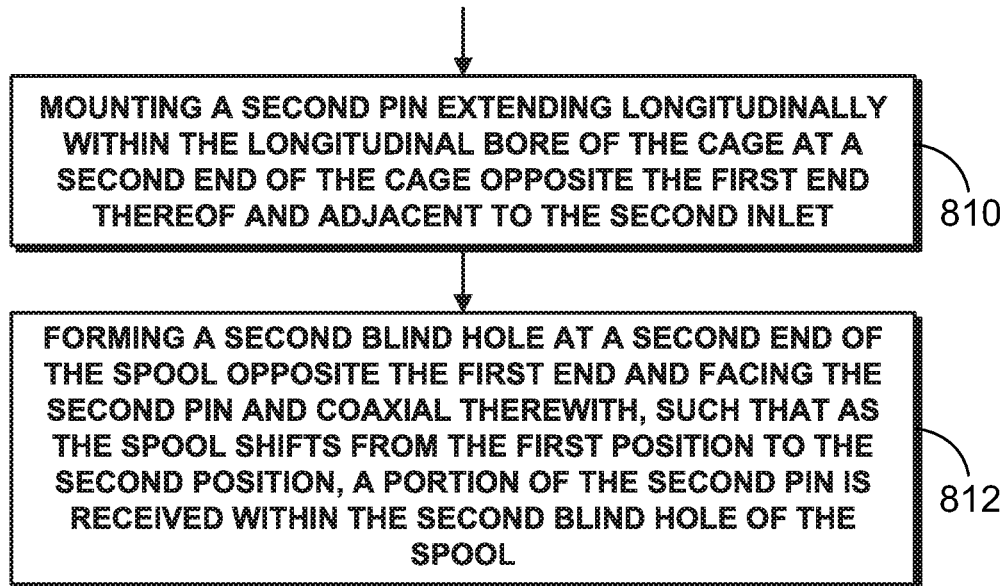 MOUNTING A SECOND PIN EXTENDING LONGITUDINALLY
WITHIN THE LONGITUDINAL BORE OF THE CAGE AT A
SECOND END OF THE CAGE OPPOSITE THE FIRST END
THEREOF AND ADJACENT TO THE SECOND INLET
810
FORMING A SECOND BLIND HOLE AT A SECOND END OF
THE SPOOL OPPOSITE THE FIRST END AND FACING THE
SECOND PIN AND COAXIAL THEREWITH, SUCH THAT AS
THE SPOOL SHIFTS FROM THE FIRST POSITION TO THE
SECOND POSITION, A PORTION OF THE SECOND PIN IS
RECEIVED WITHIN THE SECOND BLIND HOLE OF THE
SPOOL
812